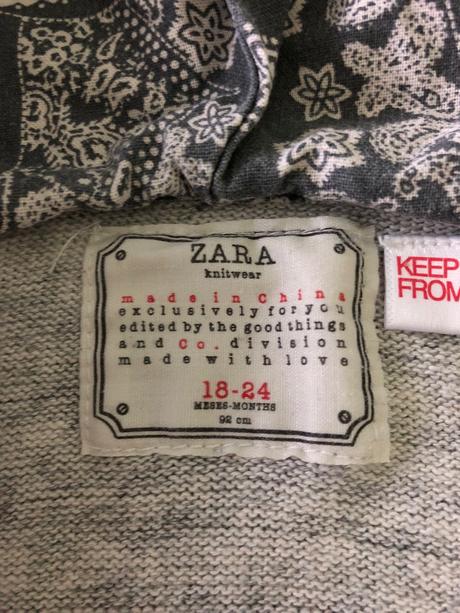 ZARA
knitwear
made in China
exclusively for you
edited by the good things
and Co. division
made with love
18-24
MESES-MONTHS
92 cm
KEEP
FROM